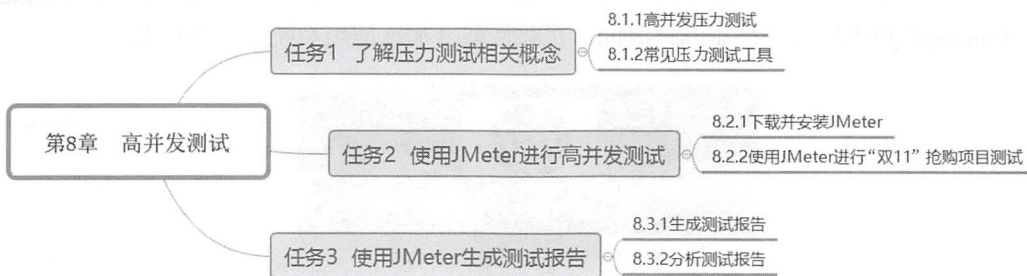 8.1.1高并发压力测试
任务1 了解压力测试相关概念
8.1.2常见压力测试工具
第8章 高并发测试
8.2.1下载并安装JMeter
任务2 使用JMeter进行高并发测试
8.2.2使用JMeter进行“双11”抢购项目测试
8.3.1生成测试报告
任务3 使用JMeter生成测试报告
8.3.2分析测试报告